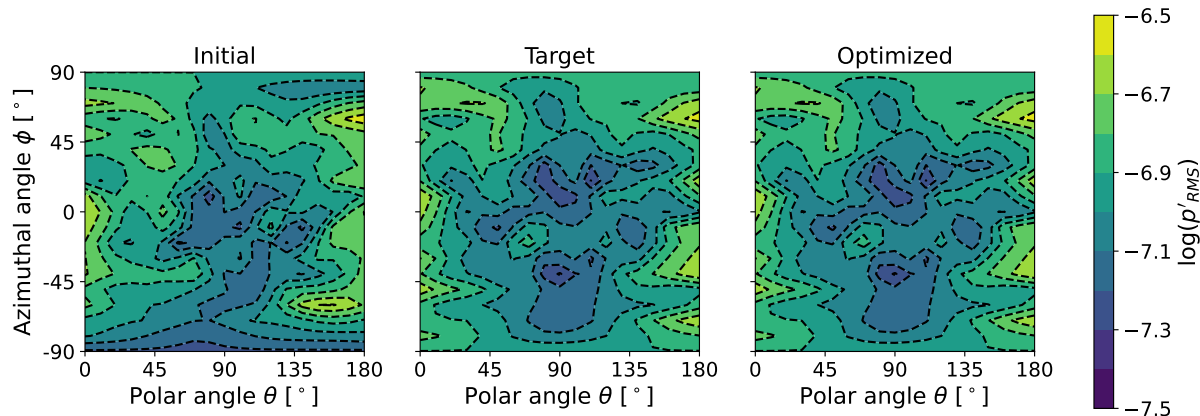 Initial
Target
Optimized
Azimuthal angle ϕ [°]
90
45
0
-45
-90
0 45 90 135 180
0 45 90 135 180
0 45 90 135 180
Polar angle θ [°]
Polar angle θ [°]
Polar angle θ [°]
−6.5
−6.7
−6.9
−7.1
−7.3
−7.5
log(p′RMS)